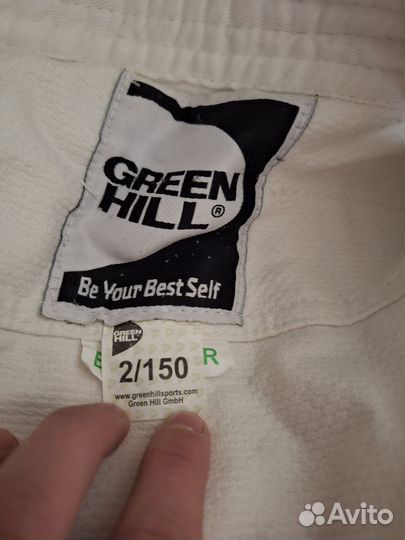 GREEN
HILL®
Be Your Best Self
GREEN
HILL
2/150
R
www.greenhillsports.com
Green Hill GmbH
Avito